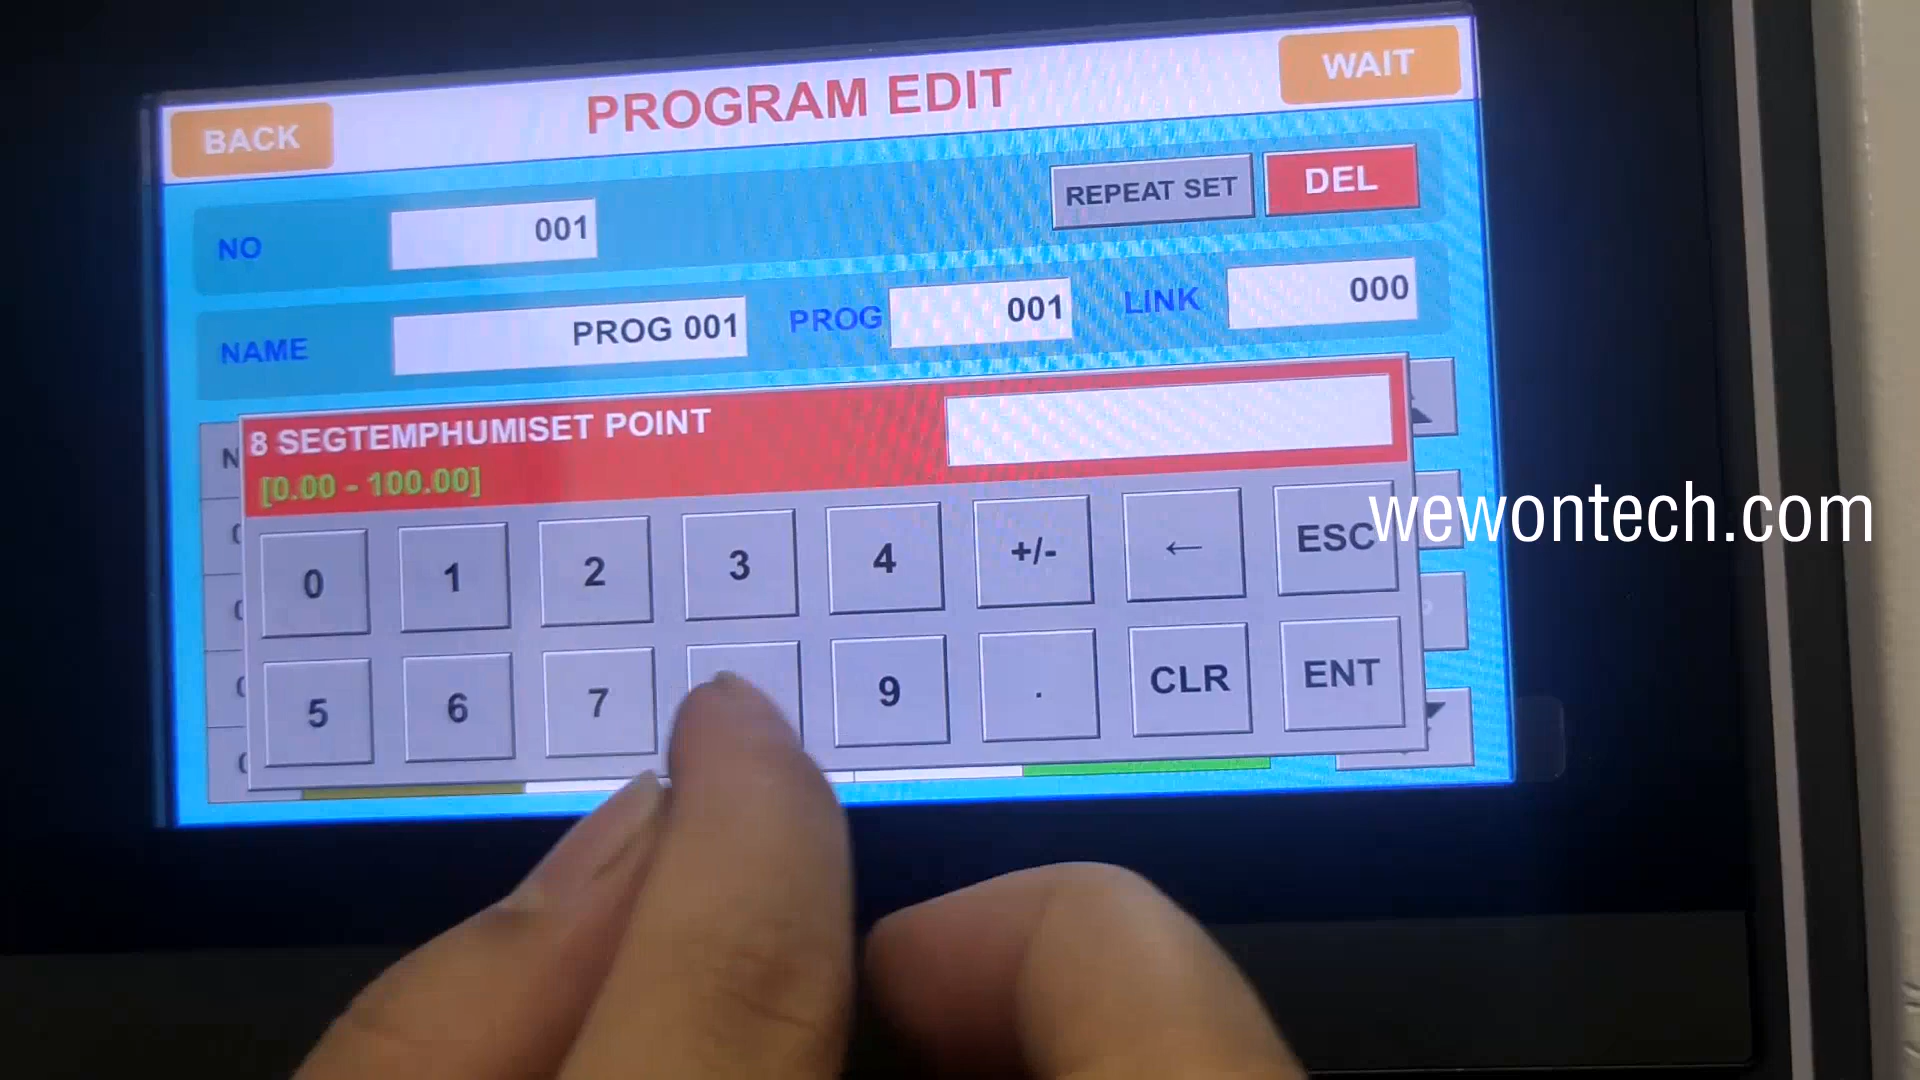 BACK
PROGRAM EDIT
WAIT
NO
001
REPEAT SET
DEL
NAME
PROG 001
PROG
001
LINK
000
8 SEGTEMPHUMISET POINT
[0.00 - 100.00]
0
1
2
3
4
+/-
←
ESC
5
6
7
9
.
CLR
ENT
wewontech.com